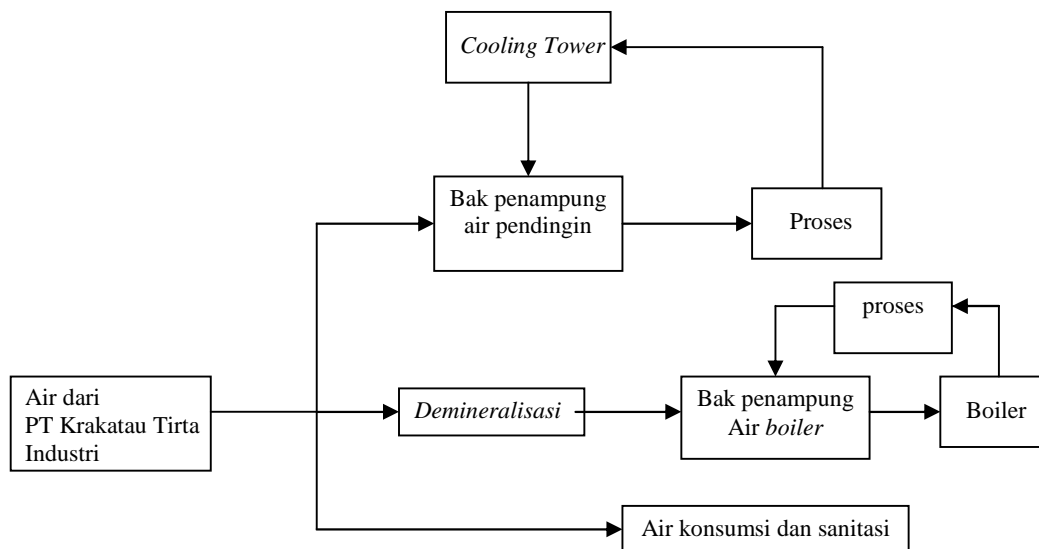 Cooling Tower
Bak penampung
air pendingin
Proses
proses
Air dari
PT Krakatau Tirta
Industri
Demineralisasi
Bak penampung
Air boiler
Boiler
Air konsumsi dan sanitasi